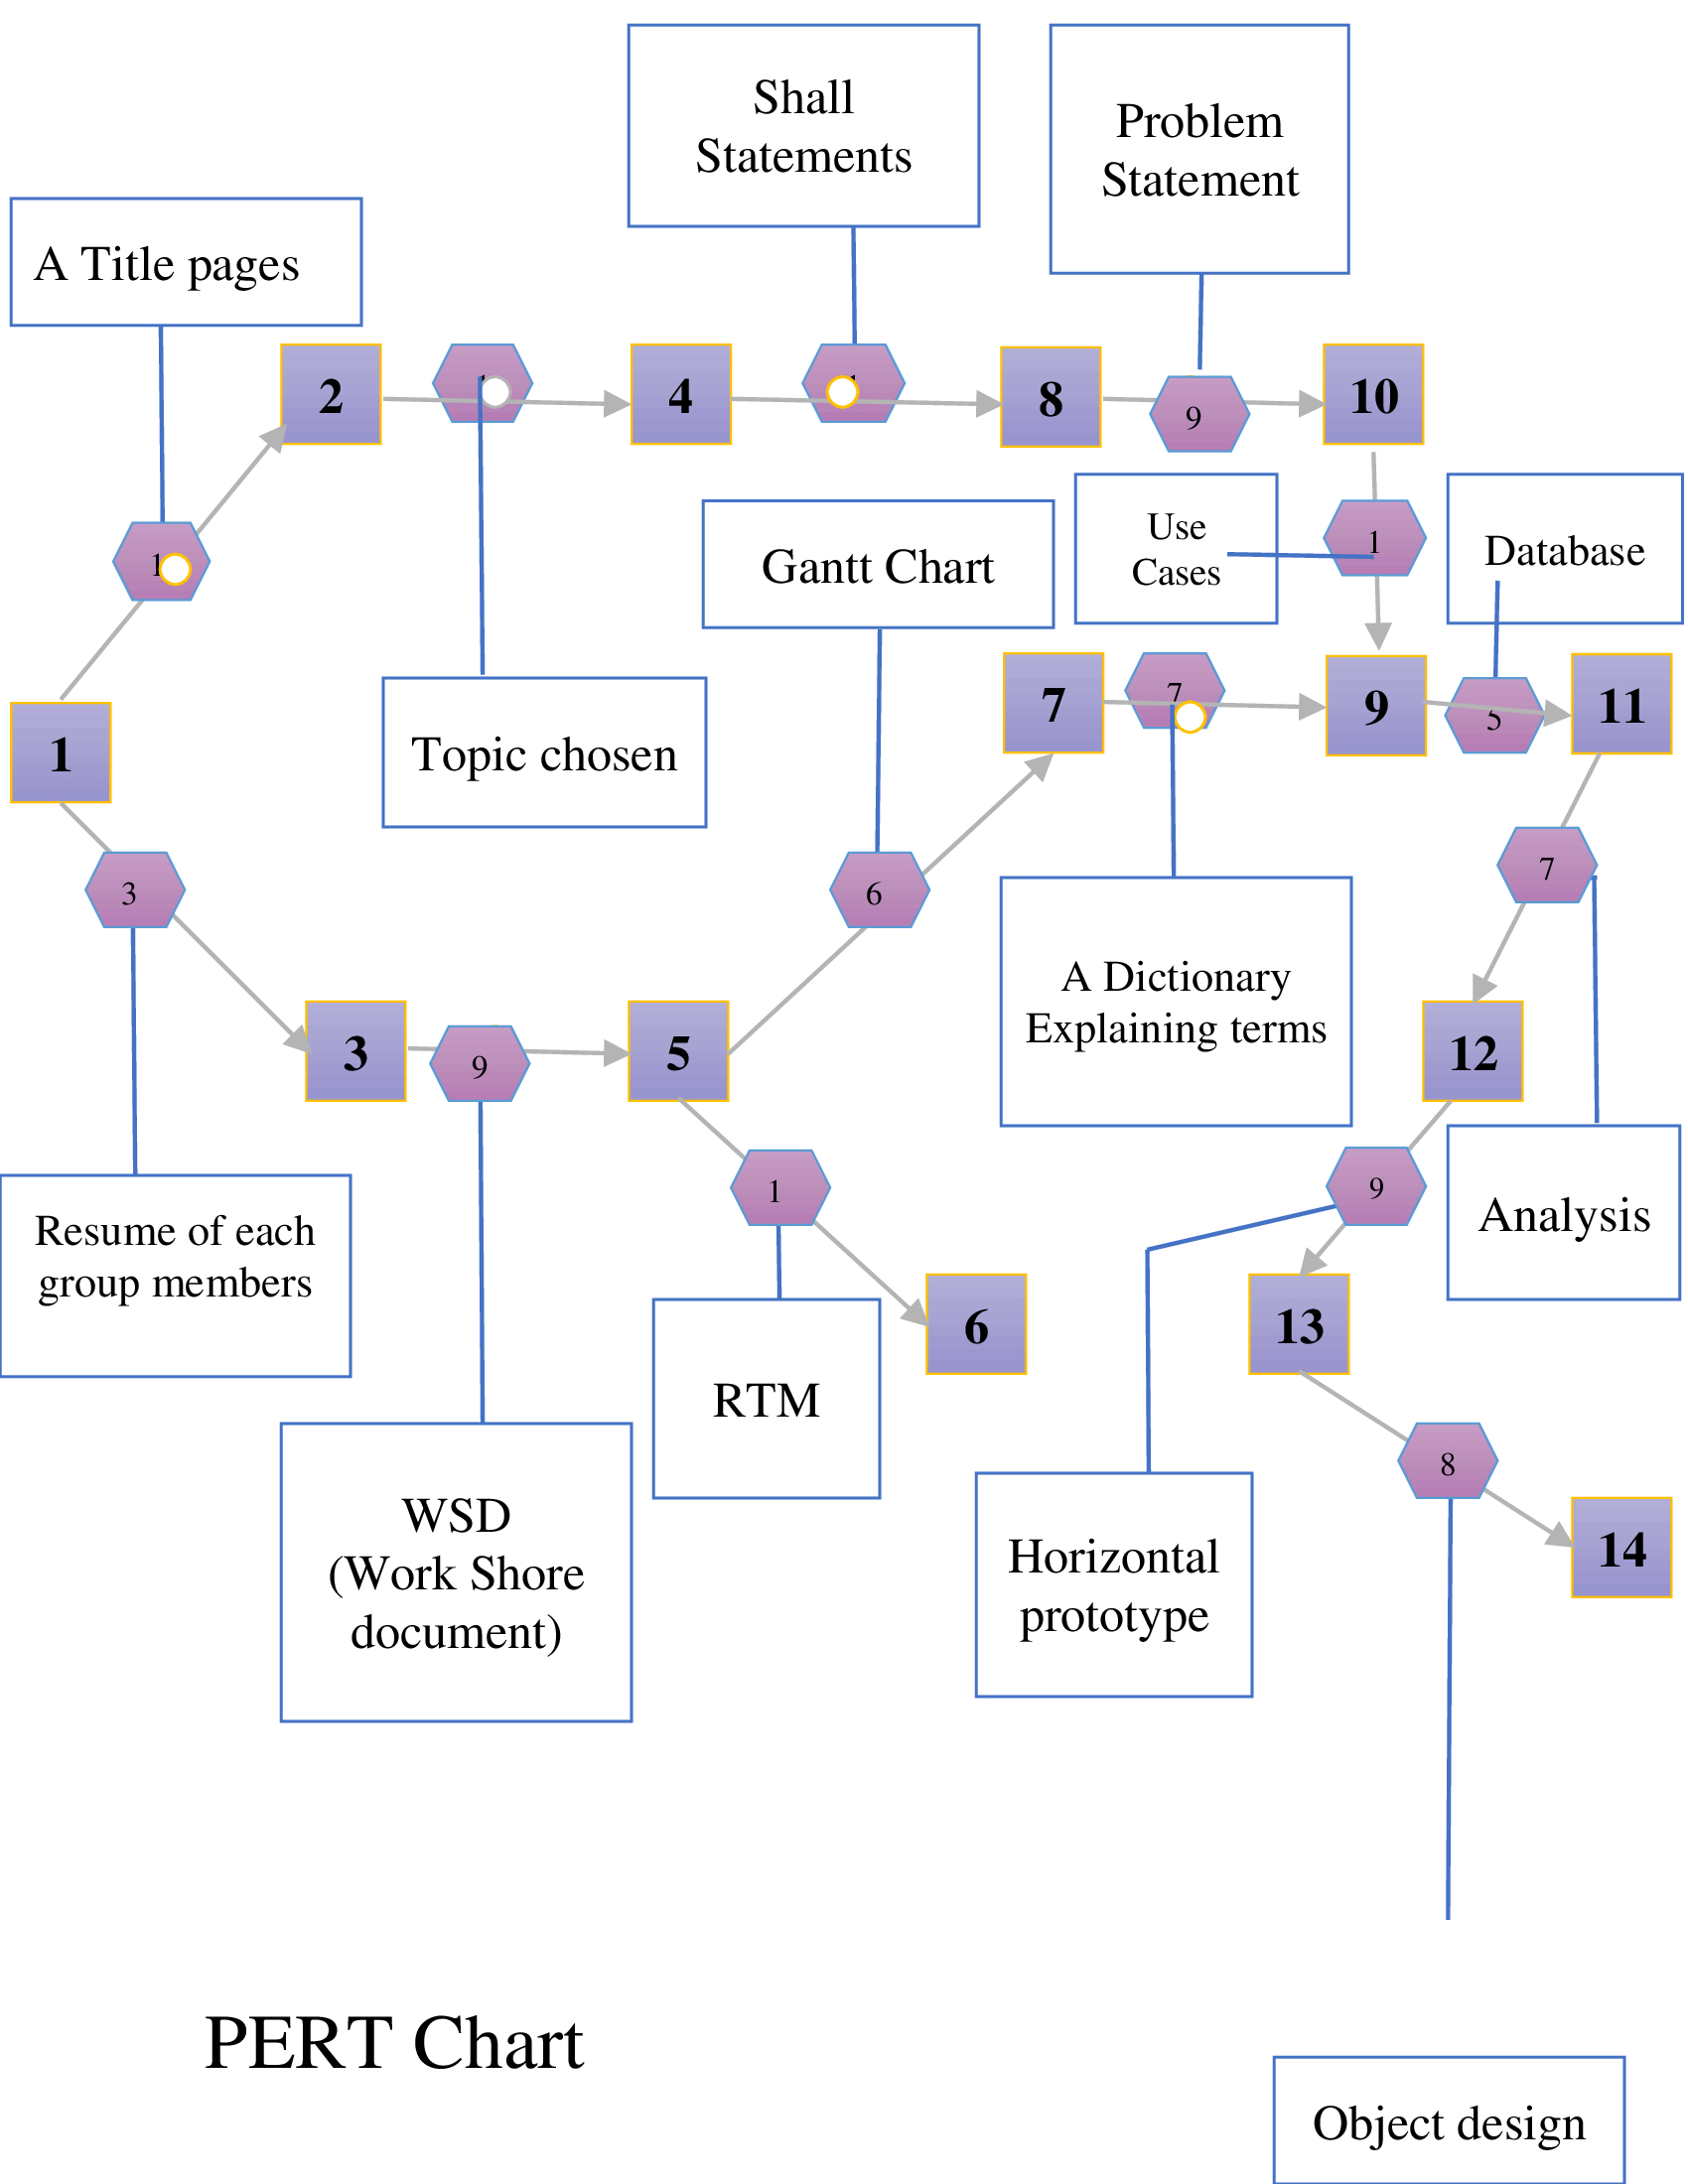 Shall
Statements
Problem
Statement
A Title pages
2
4
8
9
10
1
Use
Cases
1
Database
Gantt Chart
1
Topic chosen
7
7
9
5
11
3
6
7
A Dictionary
Explaining terms
3
9
5
12
1
9
Analysis
Resume of each
group members
6
13
RTM
8
WSD
(Work Shore
document)
14
Horizontal
prototype
PERT Chart
Object design